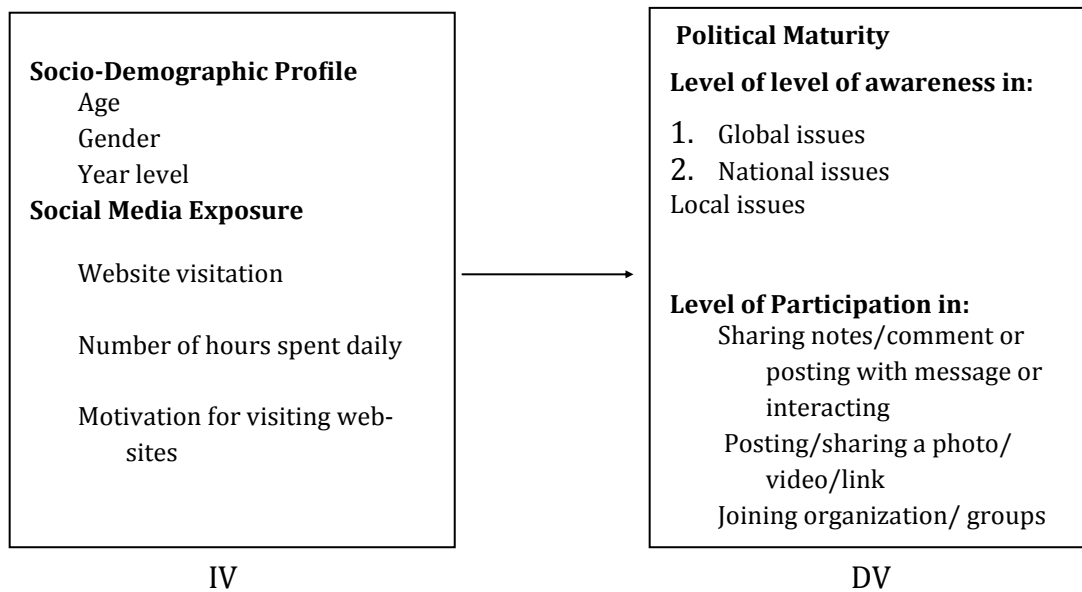 Socio-Demographic Profile
Age
Gender
Year level
Social Media Exposure
Website visitation
Number of hours spent daily
Motivation for visiting web-
sites
IV
Political Maturity
Level of level of awareness in:
1. Global issues
2. National issues
Local issues
Level of Participation in:
Sharing notes/comment or
posting with message or
interacting
Posting/sharing a photo/
video/link
Joining organization/ groups
DV